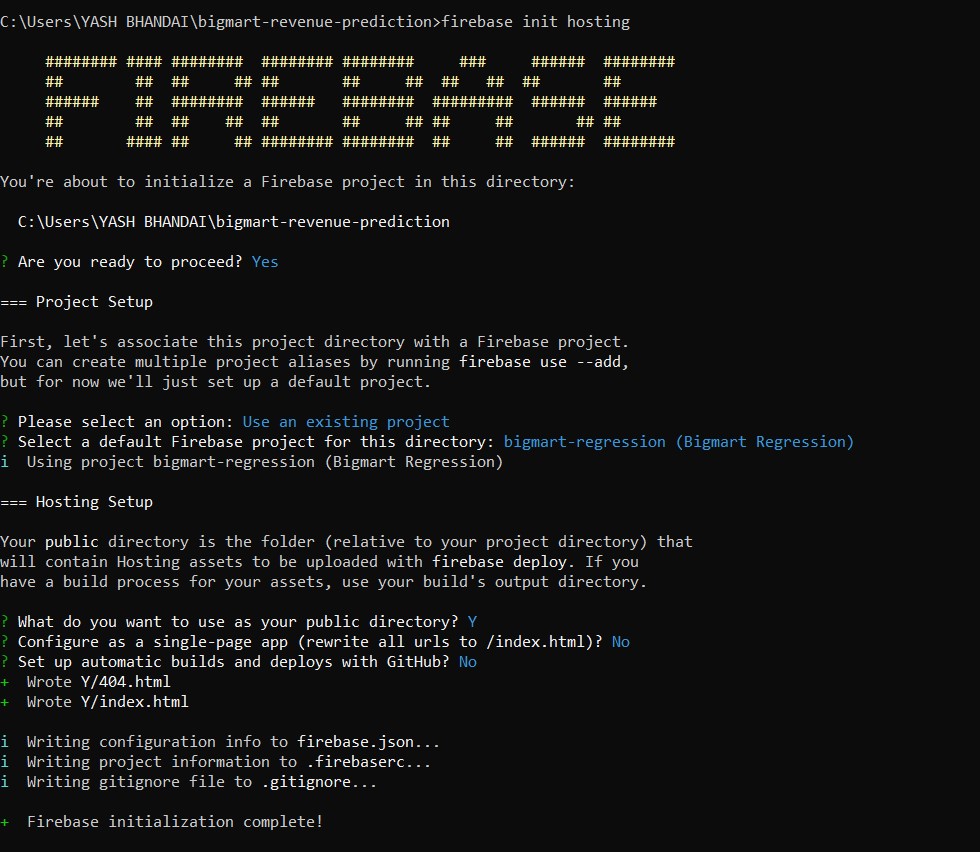 C:\Users\YASH BHANDAI\bigmart-revenue-prediction>firebase init hosting
     ######## #### ########  ######## ########     ###     ######  ########
     ##        ##  ##     ## ##       ##     ##  ##   ##  ##       ##
     ######    ##  ########  ######   ########  #########  ######  ######
     ##        ##  ##    ##  ##       ##     ## ##     ##       ## ##
     ##       #### ##     ## ######## ########  ##     ##  ######  ########
You're about to initialize a Firebase project in this directory:
  C:\Users\YASH BHANDAI\bigmart-revenue-prediction
? Are you ready to proceed? Yes
=== Project Setup
First, let's associate this project directory with a Firebase project.
You can create multiple project aliases by running firebase use --add,
but for now we'll just set up a default project.
? Please select an option: Use an existing project
? Select a default Firebase project for this directory: bigmart-regression (Bigmart Regression)
i  Using project bigmart-regression (Bigmart Regression)
=== Hosting Setup
Your public directory is the folder (relative to your project directory) that
will contain Hosting assets to be uploaded with firebase deploy. If you
have a build process for your assets, use your build's output directory.
? What do you want to use as your public directory? Y
? Configure as a single-page app (rewrite all urls to /index.html)? No
? Set up automatic builds and deploys with GitHub? No
+  Wrote Y/404.html
+  Wrote Y/index.html
i  Writing configuration info to firebase.json...
i  Writing project information to .firebaserc...
i  Writing gitignore file to .gitignore...
+  Firebase initialization complete!